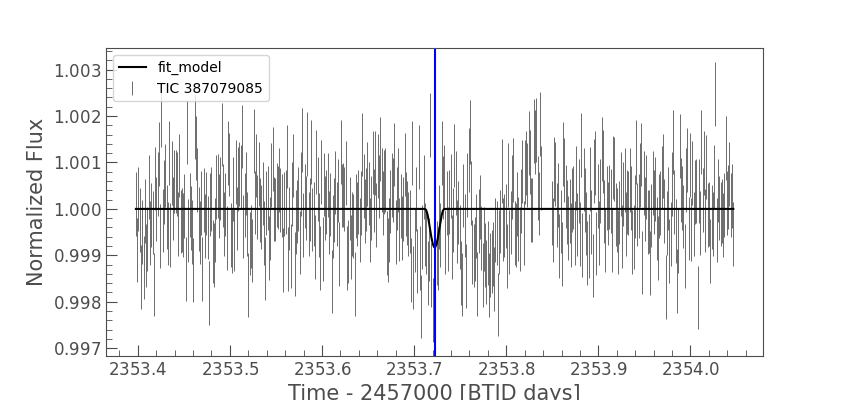 fit_model
TIC 387079085
Normalized Flux
1.003
1.002
1.001
1.000
0.999
0.998
0.997
2353.4 2353.5 2353.6 2353.7 2353.8 2353.9 2354.0
Time - 2457000 [BTJD days]